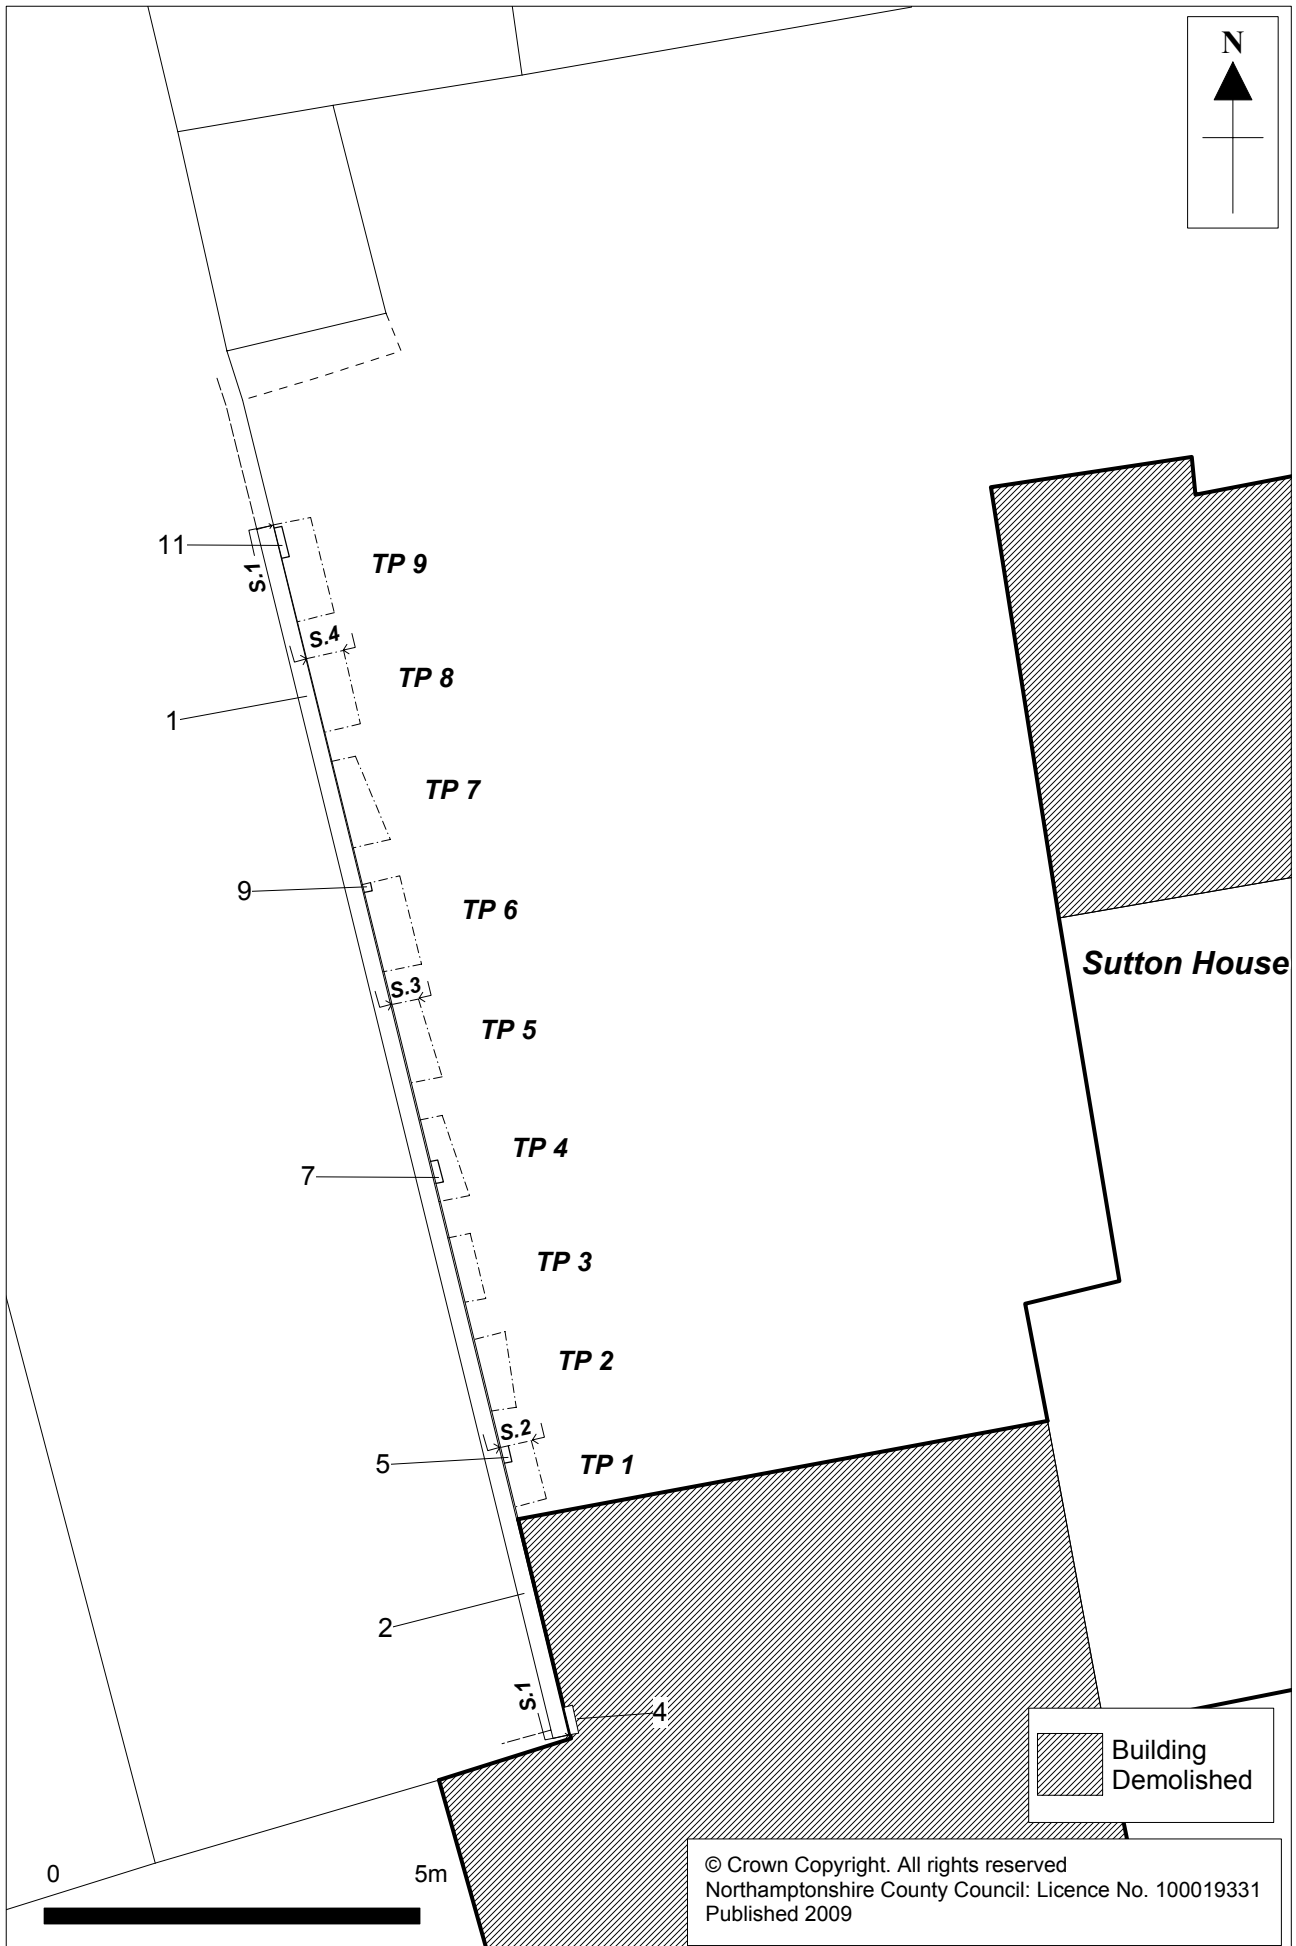 N
11
S.1
TP 9
S.4
TP 8
1
TP 7
9
TP 6
Sutton House
S.3
TP 5
TP 4
7
TP 3
TP 2
S.2
5
TP 1
2
S.1
4
Building
Demolished
0 5m
© Crown Copyright. All rights reserved
Northamptonshire County Council: Licence No. 100019331
Published 2009